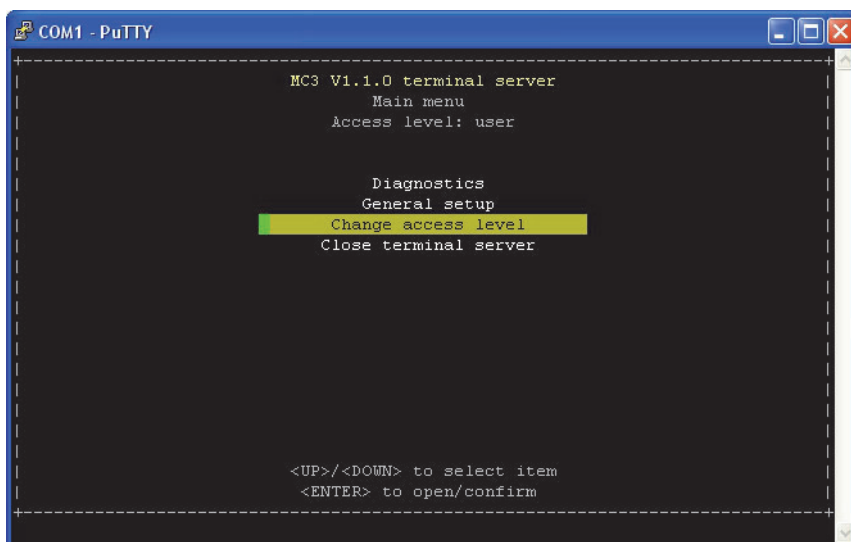 COM1 - PuTTY
MC3 V1.1.0 terminal server
Main menu
Access level: user
Diagnostics
General setup
Change access level
Close terminal server
<UP>/<DOWN> to select item
<ENTER> to open/confirm